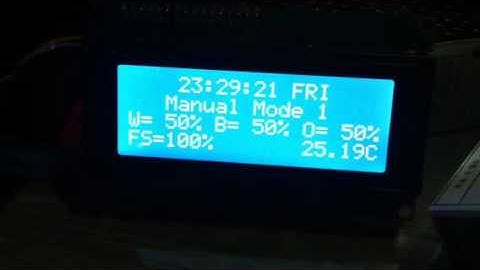 23:29:21 FRI
Manual Mode 1
W= 50% B= 50% O= 50%
FS=100% 25.19C